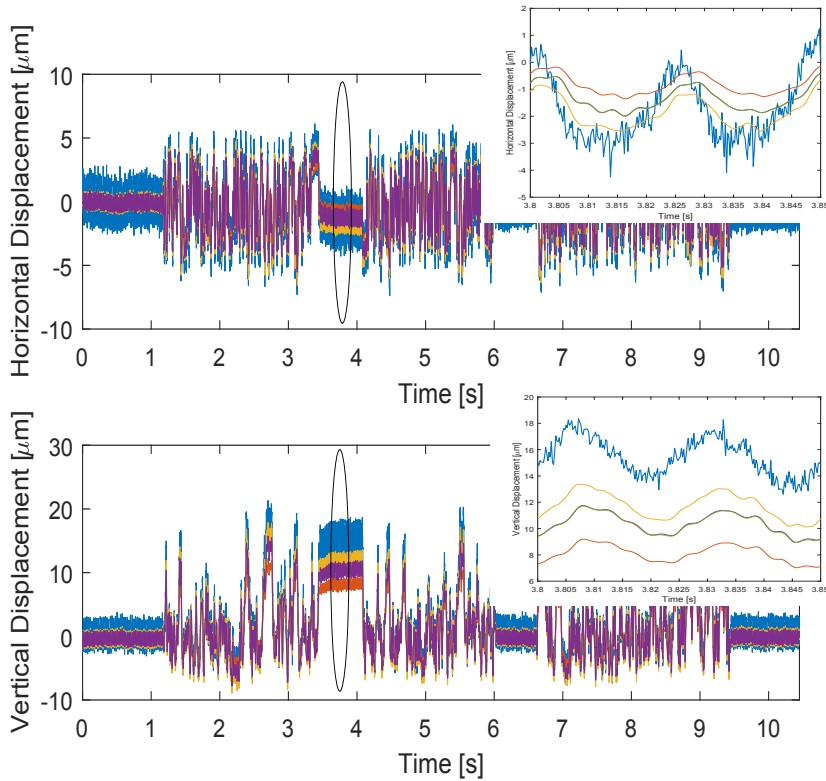 Horizontal Displacement [μm]
10
5
0
-5
-10
0 1 2 3 4 5 6 7 8 9 10
Time [s]
Horizontal Displacement [μm]
2
1
0
-1
-2
-3
-4
-5
3.8 3.805 3.81 3.815 3.82 3.825 3.83 3.835 3.84 3.845 3.85
Time [s]
Vertical Displacement [μm]
30
20
10
0
-10
0 1 2 3 4 5 6 7 8 9 10
Time [s]
Vertical Displacement [μm]
20
18
16
14
12
10
8
6
3.8 3.805 3.81 3.815 3.82 3.823 3.83 3.833 3.84 3.845 3.85
Time [s]